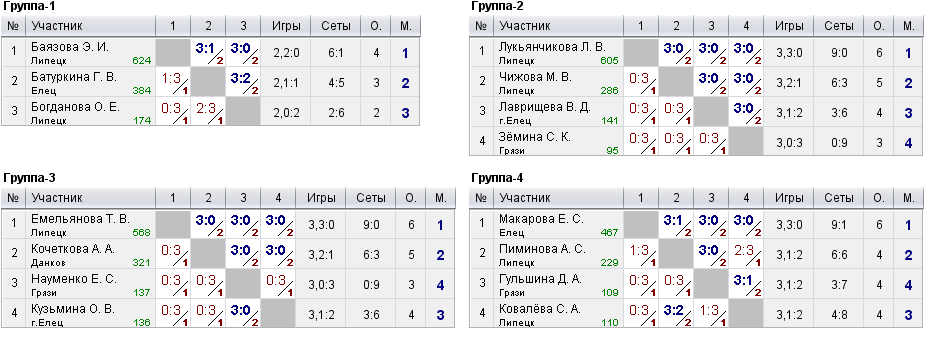 Группа-1
№ Участник 1 2 3 Игры Сеты О. М.
1 Баязова Э. И. Липецк 624 3:1/2 3:0/2 2,2:0 6:1 4 1
2 Батуркина Г. В. Елец 384 1:3/1 3:2/2 2,1:1 4:5 3 2
3 Богданова О. Е. Липецк 174 0:3/1 2:3/1 2,0:2 2:6 2 3
Группа-2
№ Участник 1 2 3 4 Игры Сеты О. М.
1 Лукьянчикова Л. В. Липецк 605 3:0/2 3:0/2 3:0/2 3,3:0 9:0 6 1
2 Чижова М. В. Липецк 286 0:3/1 3:0/2 3:0/2 3,2:1 6:3 5 2
3 Лаврищева В. Д. г.Елец 141 0:3/1 0:3/1 3:0/2 3,1:2 3:6 4 3
4 Зёмина С. К. Грязи 95 0:3/1 0:3/1 0:3/1 3,0:3 0:9 3 4
Группа-3
№ Участник 1 2 3 4 Игры Сеты О. М.
1 Емельянова Т. В. Липецк 568 3:0/2 3:0/2 3:0/2 3,3:0 9:0 6 1
2 Кочеткова А. А. Данков 321 0:3/1 3:0/2 3:0/2 3,2:1 6:3 5 2
3 Науменко Е. С. Грязи 137 0:3/1 0:3/1 0:3/1 3,0:3 0:9 3 4
4 Кузьмина О. В. г.Елец 136 0:3/1 0:3/1 3:0/2 3,1:2 3:6 4 3
Группа-4
№ Участник 1 2 3 4 Игры Сеты О. М.
1 Макарова Е. С. Елец 467 3:1/2 3:0/2 3:0/2 3,3:0 9:1 6 1
2 Пиминова А. С. Липецк 229 1:3/1 3:0/2 2:3/1 3,1:2 6:6 4 2
3 Гульшина Д. А. Грязи 109 0:3/1 0:3/1 3:1/2 3,1:2 3:7 4 4
4 Ковалёва С. А. Липецк 110 0:3/1 3:2/2 1:3/1 3,1:2 4:8 4 3